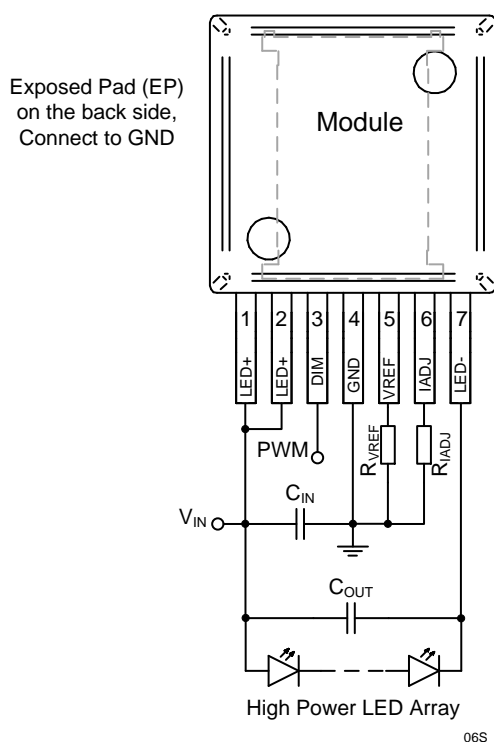 Exposed Pad (EP)
on the back side,
Connect to GND
Module
1 2 3 4 5 6 7
LED+
LED+
DIM
GND
VREF
IADJ
LED-
PWM
RVREF
RIADJ
CIN
VIN
COUT
High Power LED Array
06S